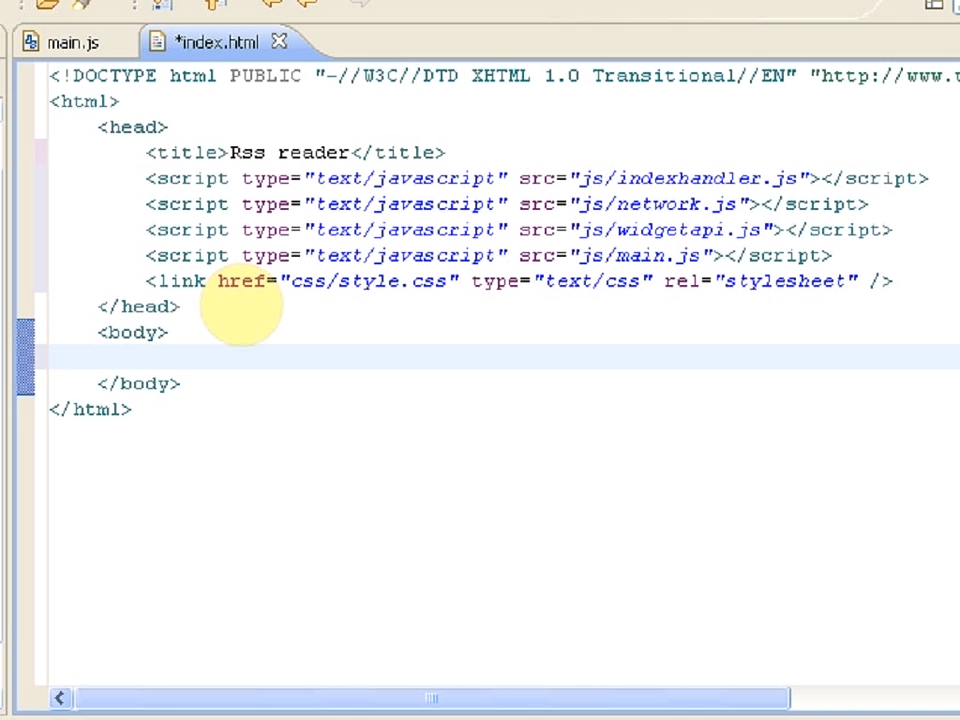 main.js *index.html
<!DOCTYPE html PUBLIC "-//W3C//DTD XHTML 1.0 Transitional//EN" "http://www.
<html>
<head>
<title>Rss reader</title>
<script type="text/javascript" src="js/indexhandler.js"></script>
<script type="text/javascript" src="js/network.js"></script>
<script type="text/javascript" src="js/widgetapi.js"></script>
<script type="text/javascript" src="js/main.js"></script>
<link href="css/style.css" type="text/css" rel="stylesheet" />
</head>
<body>
</body>
</html>